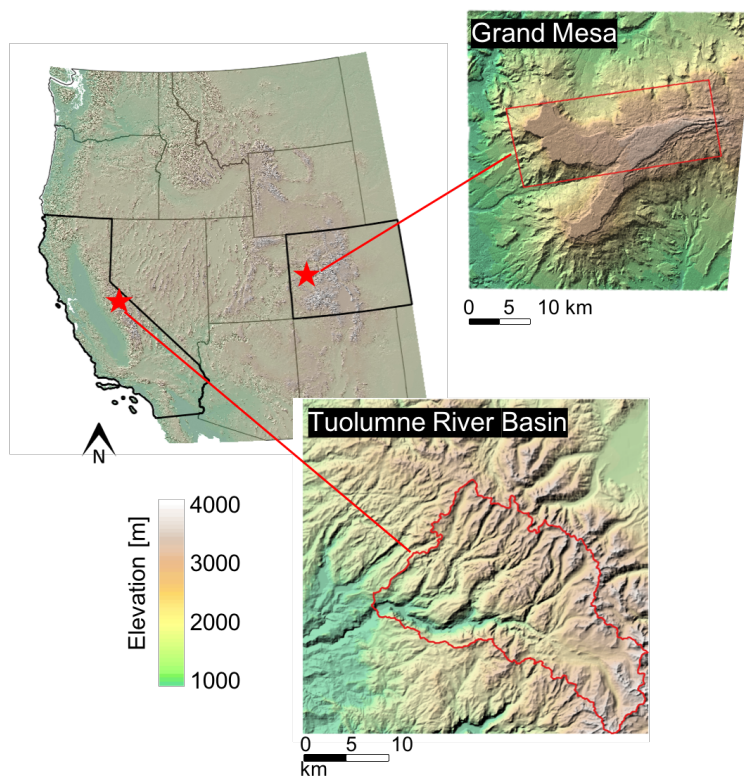 Grand Mesa
0 5 10 km
N
Tuolumne River Basin
Elevation [m]
4000
3000
2000
1000
0 5 10
km